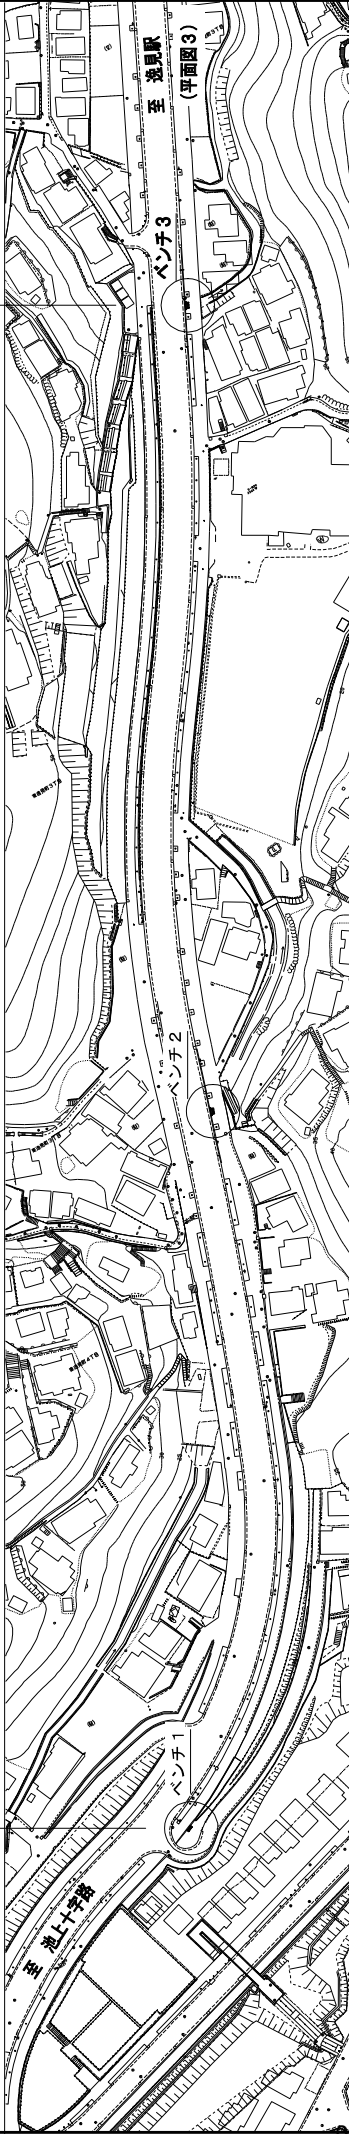 至 逸見駅
(平面図3)
ベンチ3
ベンチ2
ベンチ1
至 池上十字路